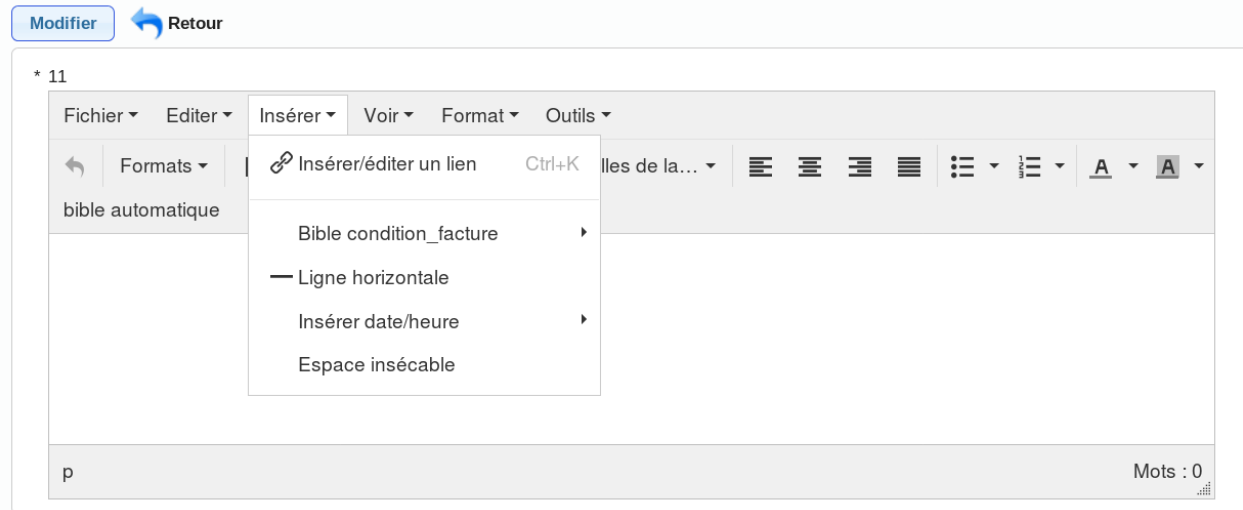 Modifier Retour
* 11
Fichier Editer Insérer Voir Format Outils
Formats Insérer/éditer un lien Ctrl+K lles de la... A A
bible automatique
Bible condition_facture
Ligne horizontale
Insérer date/heure
Espace insécable
p Mots : 0